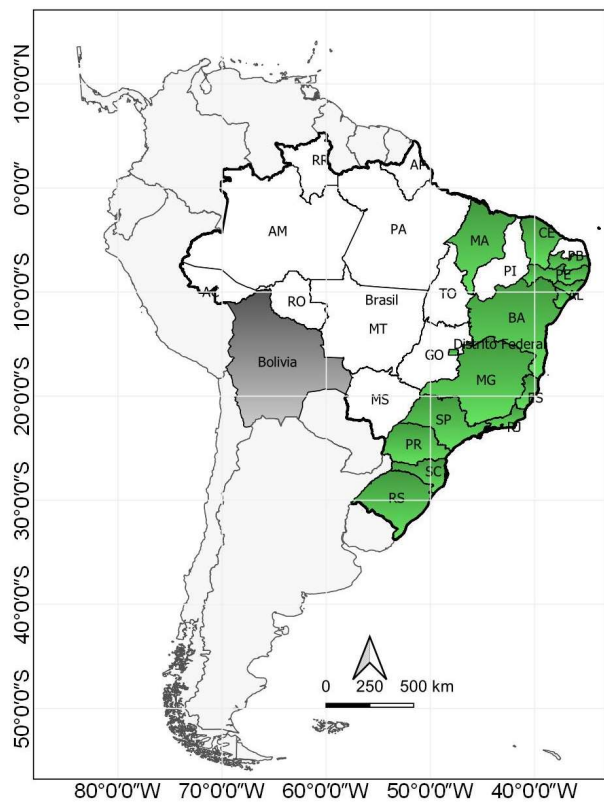 10°0'0"N
0°0'0"
10°0'0"S
20°0'0"S
30°0'0"S
40°0'0"S
50°0'0"S
RR
AP
AM
PA
MA
CE
PB
PE
AL
PI
TO
AC
RO
Brasil
MT
BA
Distrito Federal
GO
Bolivia
MG
ES
MS
SP
RJ
PR
SC
RS
0 250 500 km
80°0'0"W 70°0'0"W 60°0'0"W 50°0'0"W 40°0'0"W